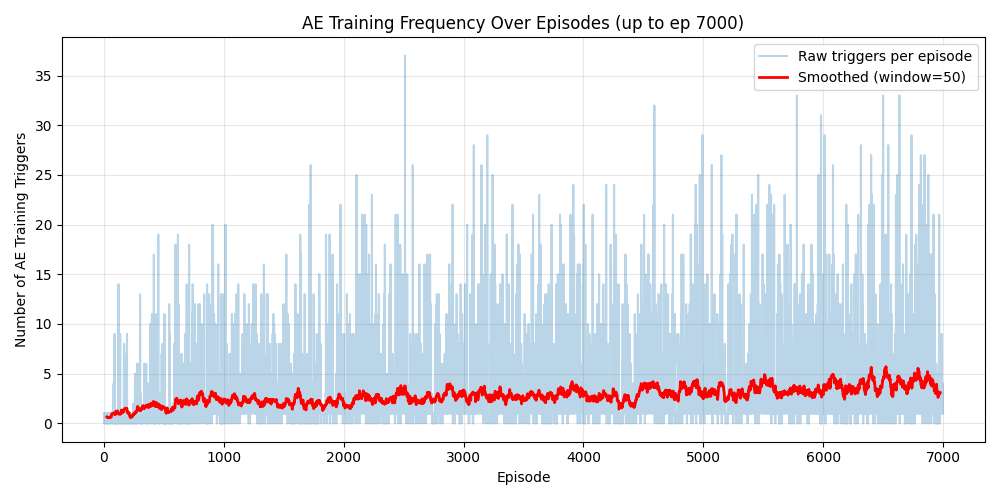 AE Training Frequency Over Episodes (up to ep 7000)
Raw triggers per episode
Smoothed (window=50)
Number of AE Training Triggers
35
30
25
20
15
10
5
0
0 1000 2000 3000 4000 5000 6000 7000
Episode